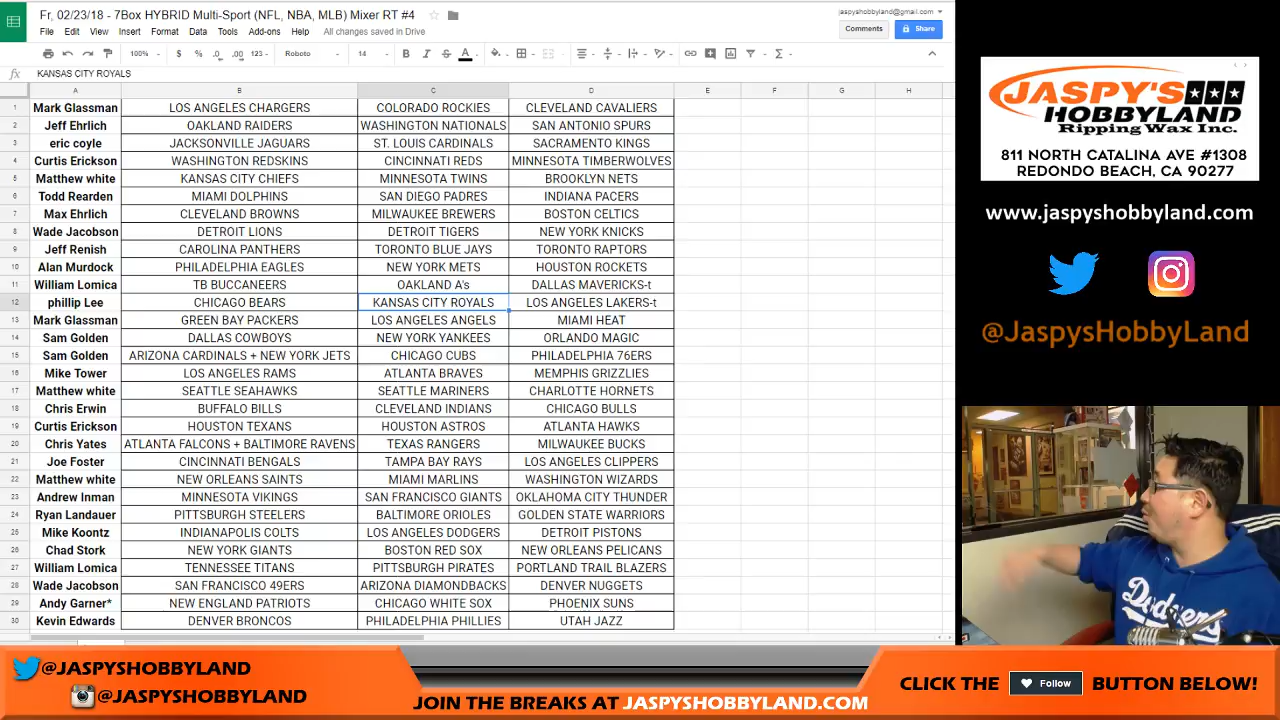 Fr, 02/23/18 - 7Box HYBRID Multi-Sport (NFL, NBA, MLB) Mixer RT #4
jaspyshobbyland@gmail.com
File Edit View Insert Format Data Tools Add-ons Help All changes saved in Drive
Comments Share
100% $ % .0 .00 123 Roboto 14 B I S A
fx KANSAS CITY ROYALS
A B C D E F G H
1 Mark Glassman LOS ANGELES CHARGERS COLORADO ROCKIES CLEVELAND CAVALIERS
2 Jeff Ehrlich OAKLAND RAIDERS WASHINGTON NATIONALS SAN ANTONIO SPURS
3 eric coyle JACKSONVILLE JAGUARS ST. LOUIS CARDINALS SACRAMENTO KINGS
4 Curtis Erickson WASHINGTON REDSKINS CINCINNATI REDS MINNESOTA TIMBERWOLVES
5 Matthew white KANSAS CITY CHIEFS MINNESOTA TWINS BROOKLYN NETS
6 Todd Rearden MIAMI DOLPHINS SAN DIEGO PADRES INDIANA PACERS
7 Max Ehrlich CLEVELAND BROWNS MILWAUKEE BREWERS BOSTON CELTICS
8 Wade Jacobson DETROIT LIONS DETROIT TIGERS NEW YORK KNICKS
9 Jeff Renish CAROLINA PANTHERS TORONTO BLUE JAYS TORONTO RAPTORS
10 Alan Murdock PHILADELPHIA EAGLES NEW YORK METS HOUSTON ROCKETS
11 William Lomica TB BUCCANEERS OAKLAND A's DALLAS MAVERICKS-t
12 phillip Lee CHICAGO BEARS KANSAS CITY ROYALS LOS ANGELES LAKERS-t
13 Mark Glassman GREEN BAY PACKERS LOS ANGELES ANGELS MIAMI HEAT
14 Sam Golden DALLAS COWBOYS NEW YORK YANKEES ORLANDO MAGIC
15 Sam Golden ARIZONA CARDINALS + NEW YORK JETS CHICAGO CUBS PHILADELPHIA 76ERS
16 Mike Tower LOS ANGELES RAMS ATLANTA BRAVES MEMPHIS GRIZZLIES
17 Matthew white SEATTLE SEAHAWKS SEATTLE MARINERS CHARLOTTE HORNETS
18 Chris Erwin BUFFALO BILLS CLEVELAND INDIANS CHICAGO BULLS
19 Curtis Erickson HOUSTON TEXANS HOUSTON ASTROS ATLANTA HAWKS
20 Chris Yates ATLANTA FALCONS + BALTIMORE RAVENS TEXAS RANGERS MILWAUKEE BUCKS
21 Joe Foster CINCINNATI BENGALS TAMPA BAY RAYS LOS ANGELES CLIPPERS
22 Matthew white NEW ORLEANS SAINTS MIAMI MARLINS WASHINGTON WIZARDS
23 Andrew Inman MINNESOTA VIKINGS SAN FRANCISCO GIANTS OKLAHOMA CITY THUNDER
24 Ryan Landauer PITTSBURGH STEELERS BALTIMORE ORIOLES GOLDEN STATE WARRIORS
25 Mike Koontz INDIANAPOLIS COLTS LOS ANGELES DODGERS DETROIT PISTONS
26 Chad Stork NEW YORK GIANTS BOSTON RED SOX NEW ORLEANS PELICANS
27 William Lomica TENNESSEE TITANS PITTSBURGH PIRATES PORTLAND TRAIL BLAZERS
28 Wade Jacobson SAN FRANCISCO 49ERS ARIZONA DIAMONDBACKS DENVER NUGGETS
29 Andy Garner* NEW ENGLAND PATRIOTS CHICAGO WHITE SOX PHOENIX SUNS
30 Kevin Edwards DENVER BRONCOS PHILADELPHIA PHILLIES UTAH JAZZ
JASPY'S
HOBBYLAND
Ripping Wax Inc.
811 NORTH CATALINA AVE #1308
REDONDO BEACH, CA 90277
www.jaspyshobbyland.com
@JaspysHobbyLand
Dodgers
@JASPYSHOBBYLAND
@JASPYSHOBBYLAND
JOIN THE BREAKS AT JASPYSHOBBYLAND.COM
CLICK THE Follow BUTTON BELOW!